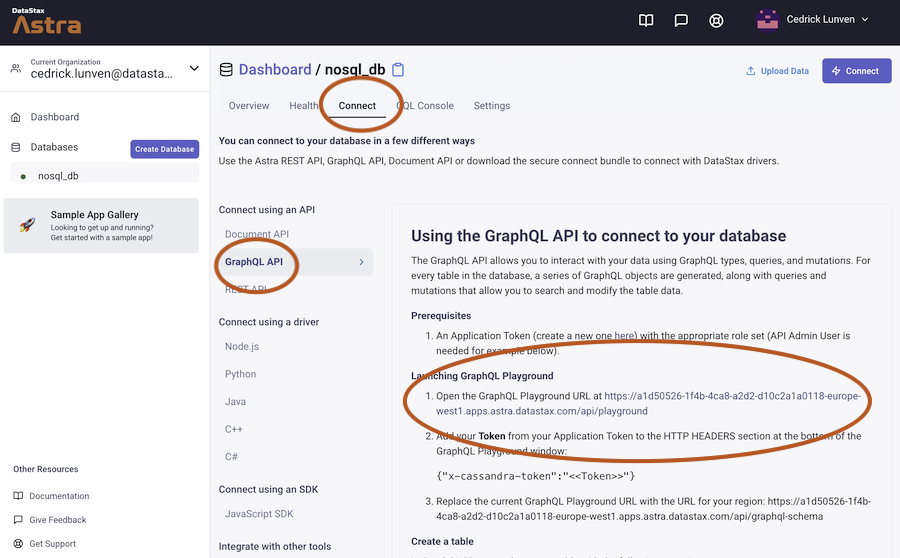 DataStax
Astra
Cedrick Lunven
Current Organization
cedrick.lunven@datasta...
Dashboard
Databases
Create Database
nosql_db
Sample App Gallery
Looking to get up and running?
Get started with a sample app!
Other Resources
Documentation
Give Feedback
Get Support
Dashboard / nosql_db
Upload Data
Connect
Overview Health Connect CQL Console Settings
You can connect to your database in a few different ways
Use the Astra REST API, GraphQL API, Document API or download the secure connect bundle to connect with DataStax drivers.
Connect using an API
Document API
GraphQL API
REST API
Connect using a driver
Node.js
Python
Java
C++
C#
Connect using an SDK
JavaScript SDK
Integrate with other tools
Using the GraphQL API to connect to your database
The GraphQL API allows you to interact with your data using GraphQL types, queries, and mutations. For
every table in the database, a series of GraphQL objects are generated, along with queries and
mutations that allow you to search and modify the table data.
Prerequisites
1. An Application Token (create a new one here) with the appropriate role set (API Admin User is
needed for example below).
Launching GraphQL Playground
1. Open the GraphQL Playground URL at https://a1d50526-1f4b-4ca8-a2d2-d10c2a1a0118-europe-
west1.apps.astra.datastax.com/api/playground
2. Add your Token from your Application Token to the HTTP HEADERS section at the bottom of the
GraphQL Playground window:
{"x-cassandra-token":"<<Token>>"}
3. Replace the current GraphQL Playground URL with the URL for your region: https://a1d50526-1f4b-
4ca8-a2d2-d10c2a1a0118-europe-west1.apps.astra.datastax.com/api/graphql-schema
Create a table